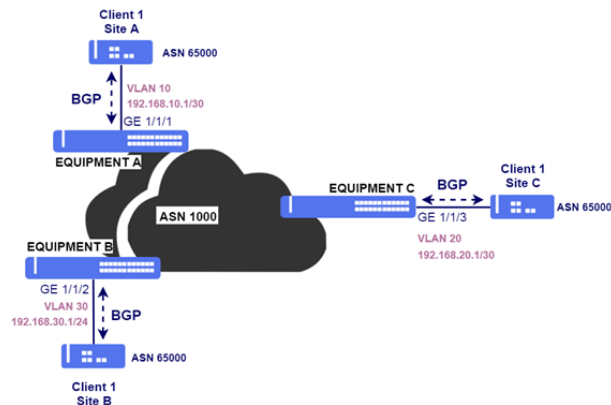 Client 1
Site A
ASN 65000
BGP
VLAN 10
192.168.10.1/30
GE 1/1/1
EQUIPMENT A
ASN 1000
EQUIPMENT C
BGP
Client 1
Site C
GE 1/1/3
ASN 65000
VLAN 20
192.168.20.1/30
EQUIPMENT B
GE 1/1/2
VLAN 30
192.168.30.1/24
BGP
ASN 65000
Client 1
Site B